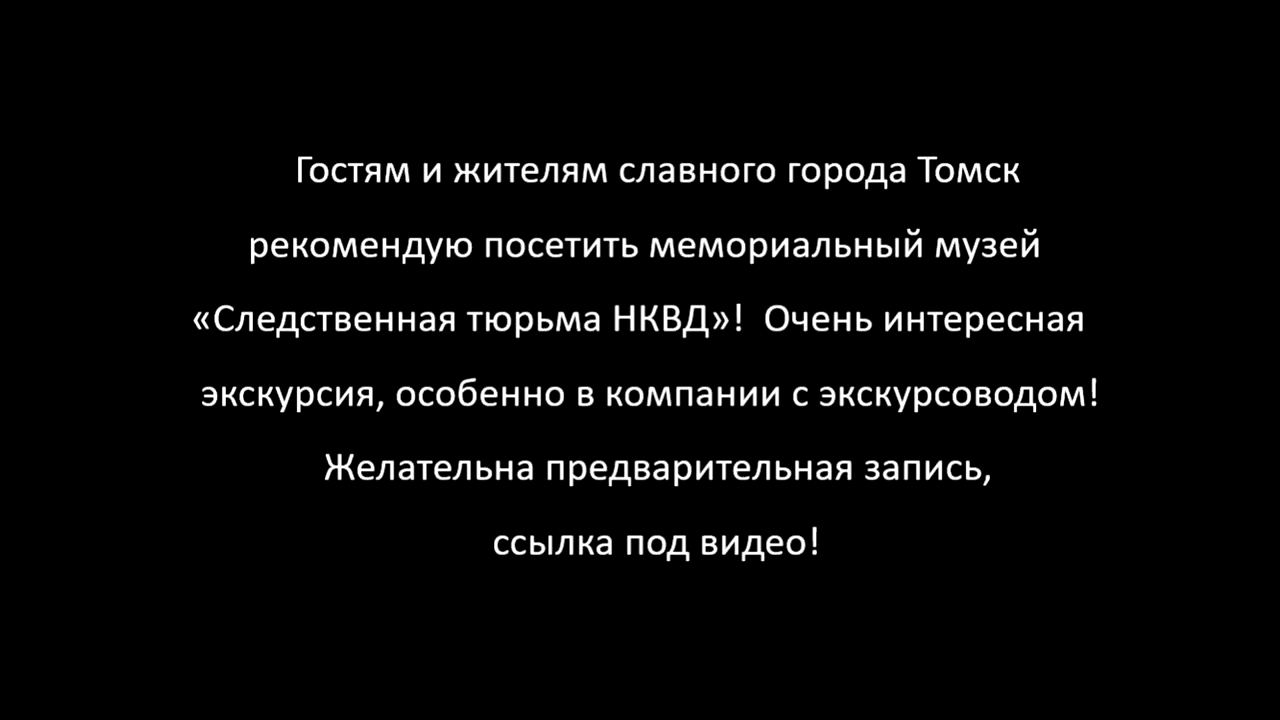 Гостям и жителям славного города Томск
рекомендую посетить мемориальный музей
«Следственная тюрьма НКВД»!  Очень интересная
экскурсия, особенно в компании с экскурсоводом!
Желательна предварительная запись,
ссылка под видео!